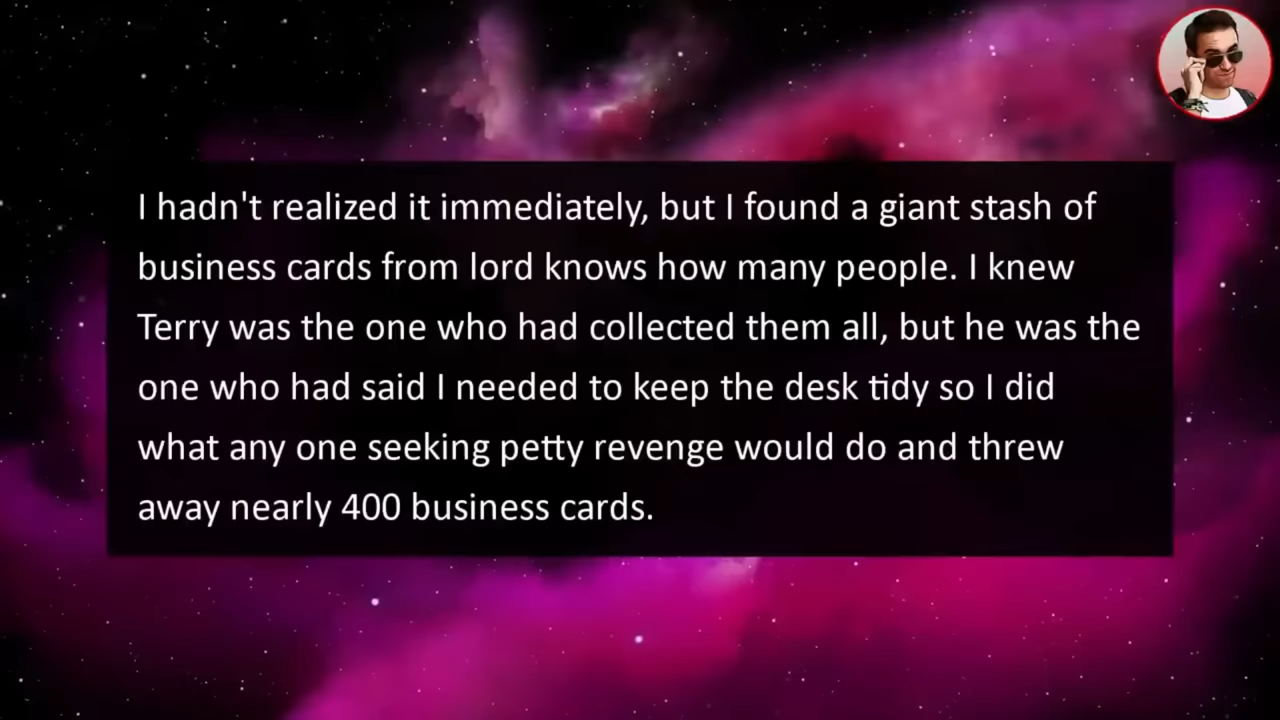 I hadn't realized it immediately, but I found a giant stash of
business cards from lord knows how many people. I knew
Terry was the one who had collected them all, but he was the
one who had said I needed to keep the desk tidy so I did
what any one seeking petty revenge would do and threw
away nearly 400 business cards.